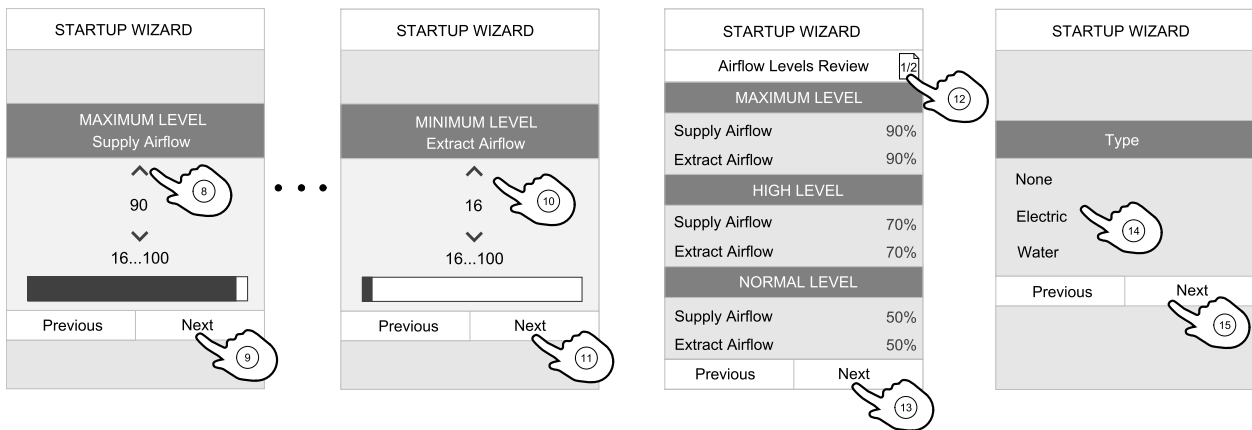 STARTUP WIZARD
MAXIMUM LEVEL
Supply Airflow
8
90
16...100
Previous Next
9
STARTUP WIZARD
MINIMUM LEVEL
Extract Airflow
10
16
16...100
Previous Next
11
STARTUP WIZARD
Airflow Levels Review 1/2
12
MAXIMUM LEVEL
Supply Airflow 90%
Extract Airflow 90%
HIGH LEVEL
Supply Airflow 70%
Extract Airflow 70%
NORMAL LEVEL
Supply Airflow 50%
Extract Airflow 50%
Previous Next
13
STARTUP WIZARD
Type
None
Electric
14
Water
Previous Next
15